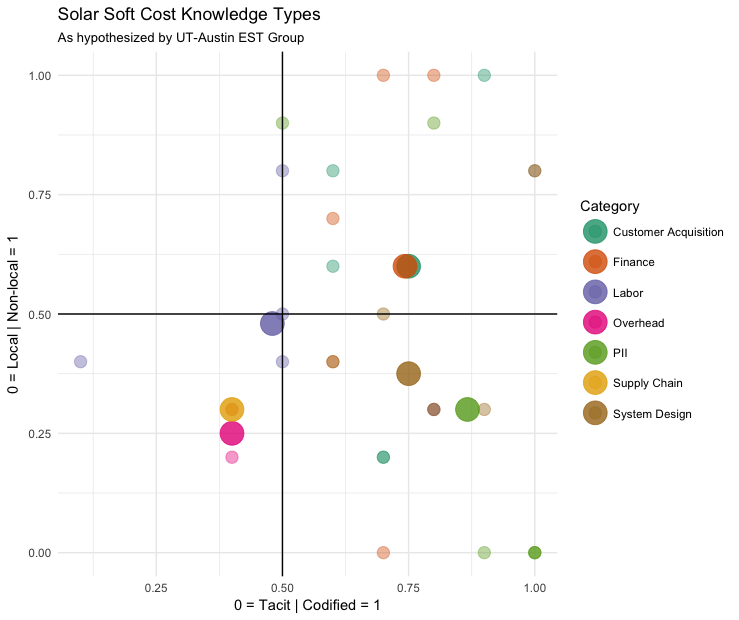 Solar Soft Cost Knowledge Types
As hypothesized by UT-Austin EST Group
1.00
0.75
0.50
0.25
0.00
0 = Local | Non-local = 1
0.25
0.50
0.75
1.00
0 = Tacit | Codified = 1
Category
Customer Acquisition
Finance
Labor
Overhead
PII
Supply Chain
System Design